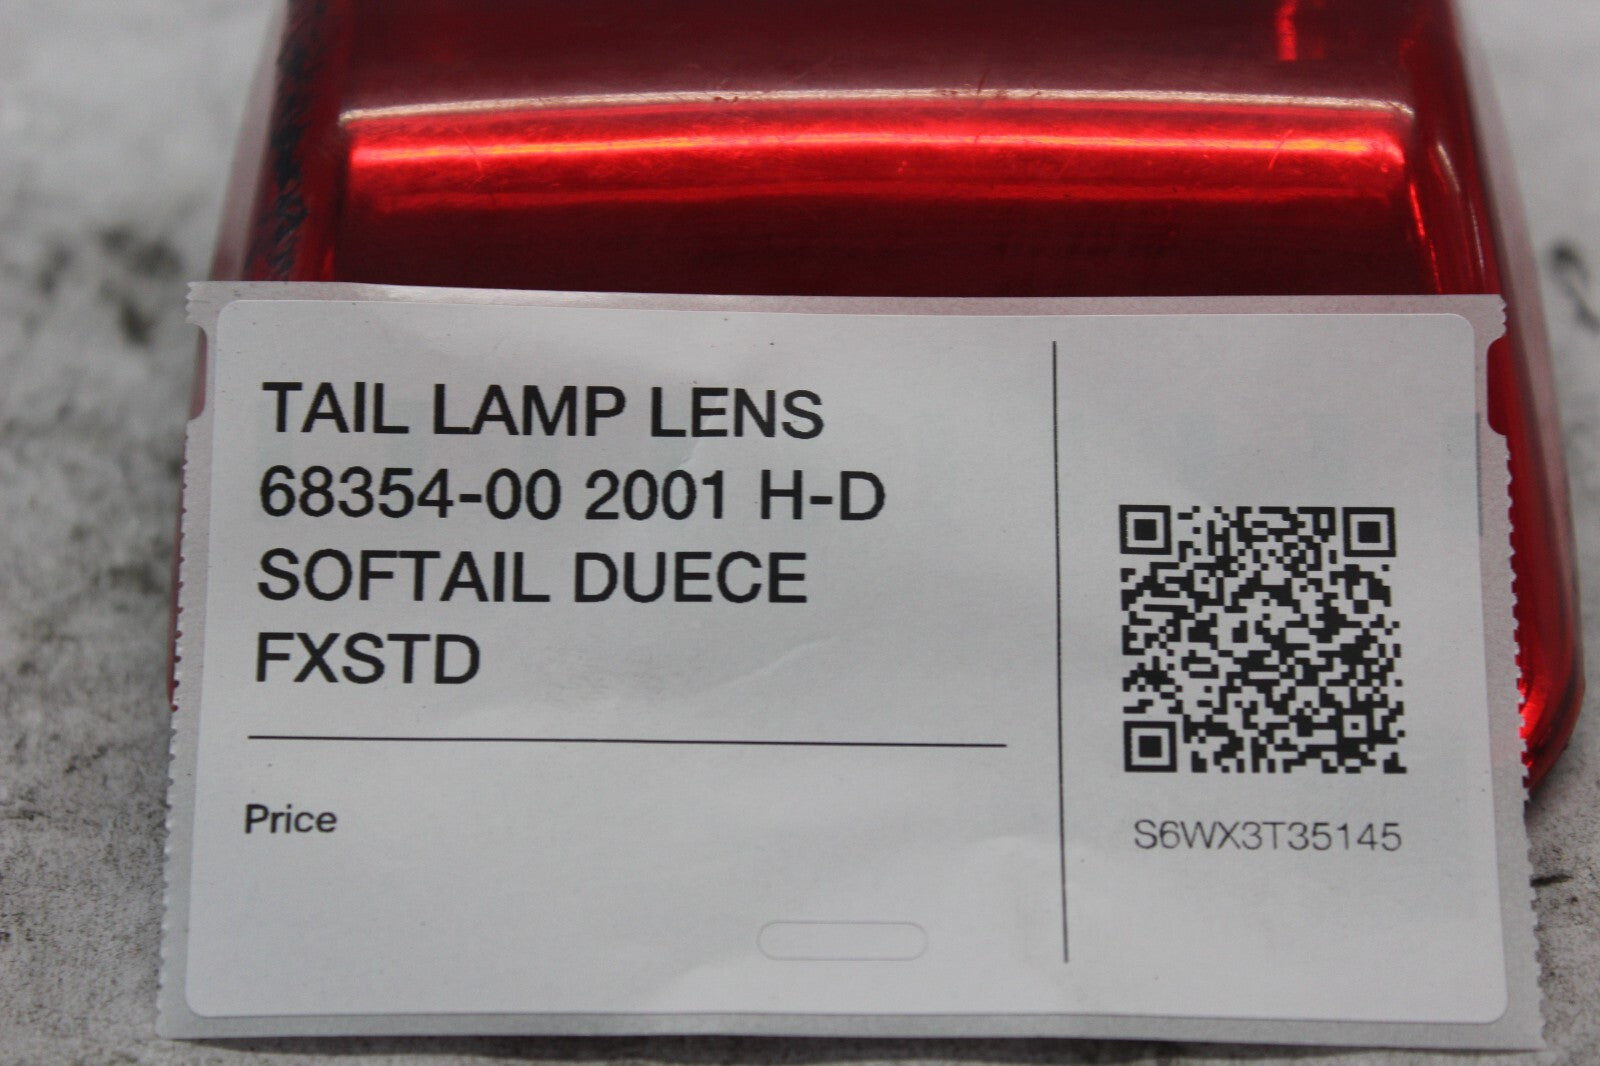 TAIL LAMP LENS
68354-00 2001 H-D
SOFTAIL DUECE
FXSTD
Price
S6WX3T35145